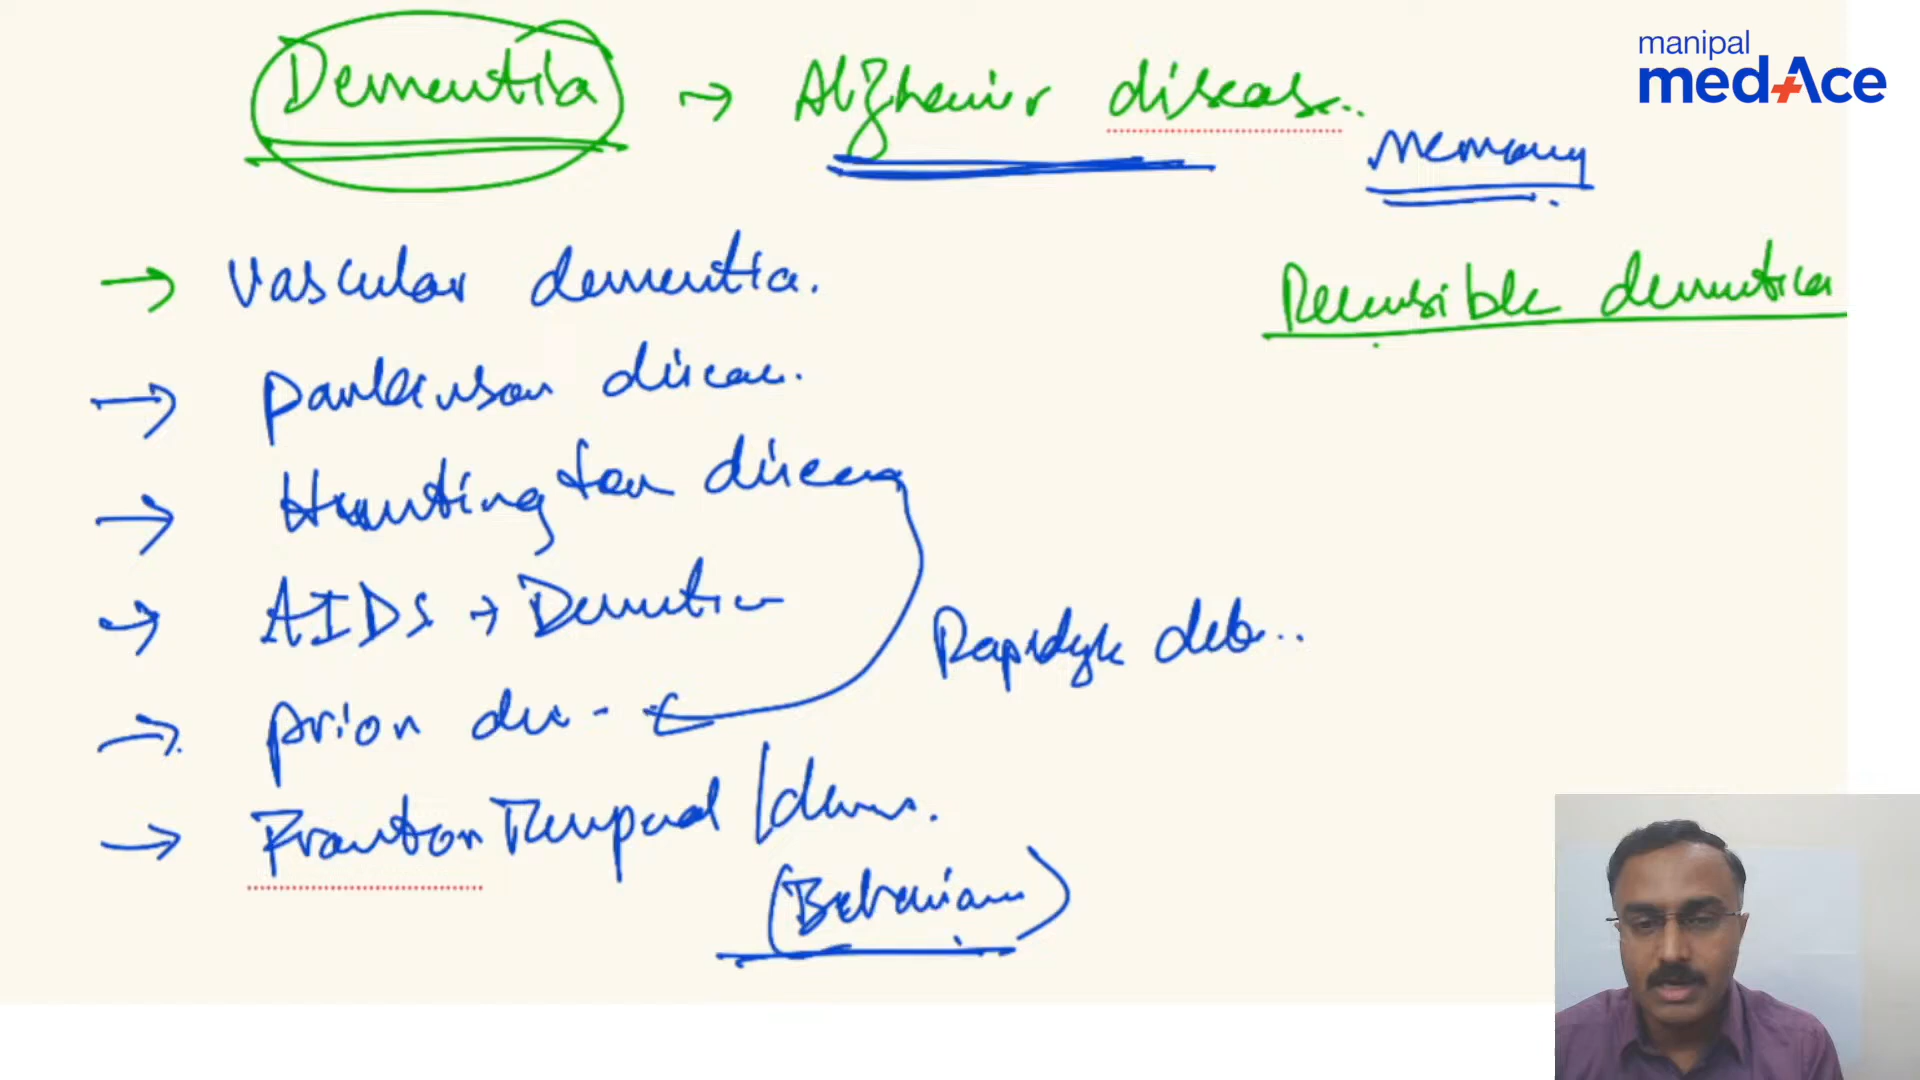 manipal
medAce
Dementia → Alzheimer disease..
Memory
→ Vascular dementia.
Reversible dementia
→ Parkinson disease.
→ Huntington disease
→ AIDS → Dementia
Rapidly deb...
→ Prion dis -
→ Fronton Temporal /dem.
(Behaviour)